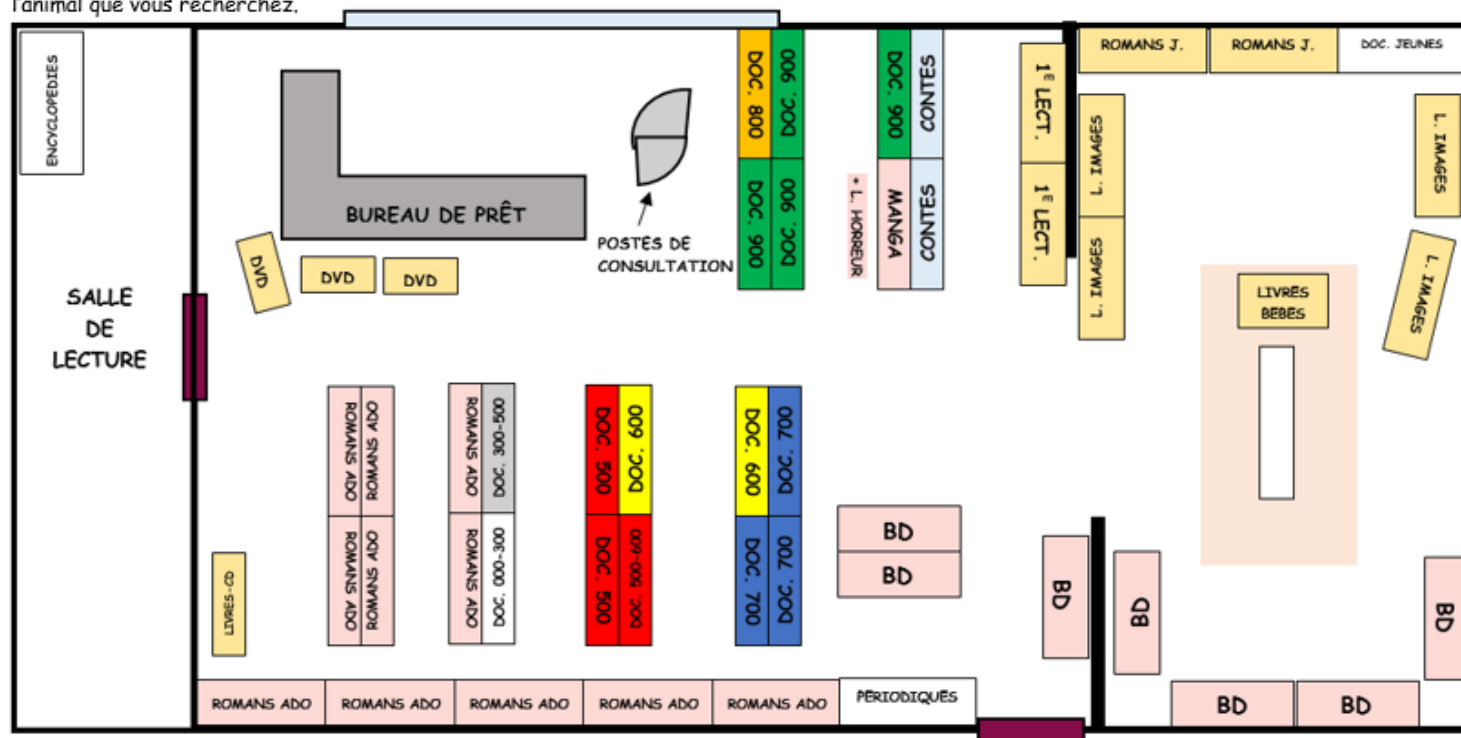 l'animal que vous recherchez.
ENCYCLOPEDIES
SALLE
DE
LECTURE
BUREAU DE PRÊT
POSTES DE
CONSULTATION
DVD
DVD
DVD
DOC. 800
DOC. 900
DOC. 900
DOC. 900
+ L. HORREUR
DOC. 900
CONTES
MANGA
CONTES
1E LECT.
1E LECT.
ROMANS J.
ROMANS J.
DOC. JEUNES
L. IMAGES
L. IMAGES
L. IMAGES
L. IMAGES
LIVRES
BEBES
LIVRES-CD
ROMANS ADO
ROMANS ADO
ROMANS ADO
ROMANS ADO
ROMANS ADO
DOC. 300-500
ROMANS ADO
DOC. 000-300
DOC. 500
DOC. 600
DOC. 500
DOC. 500-600
DOC. 600
DOC. 700
DOC. 700
DOC. 700
BD
BD
BD
BD
BD
ROMANS ADO
ROMANS ADO
ROMANS ADO
ROMANS ADO
ROMANS ADO
PERIODIQUES
BD
BD